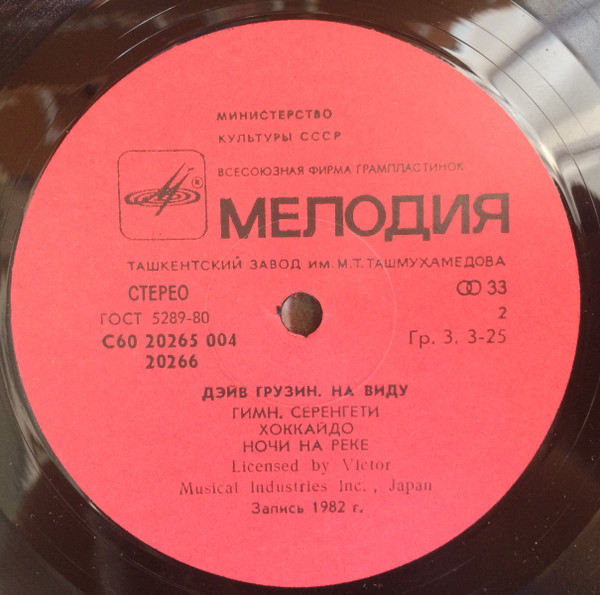 МИНИСТЕРСТВО
КУЛЬТУРЫ СССР
ВСЕСОЮЗНАЯ ФИРМА ГРАМПЛАСТИНОК
®
МЕЛОДИЯ
ТАШКЕНТСКИЙ ЗАВОД ИМ. М.Т. ТАШМУХАМЕДОВА
СТЕРЕО 33
ГОСТ 5289-80 2
С60 20265 004 Гр. 3. 3-25
20266
ДЭЙВ ГРУЗИН. НА ВИДУ
ГИМН. СЕРЕНГЕТИ
ХОККАЙДО
НОЧИ НА РЕКЕ
Licensed by Victor
Musical Industries Inc., Japan
Запись 1982 г.